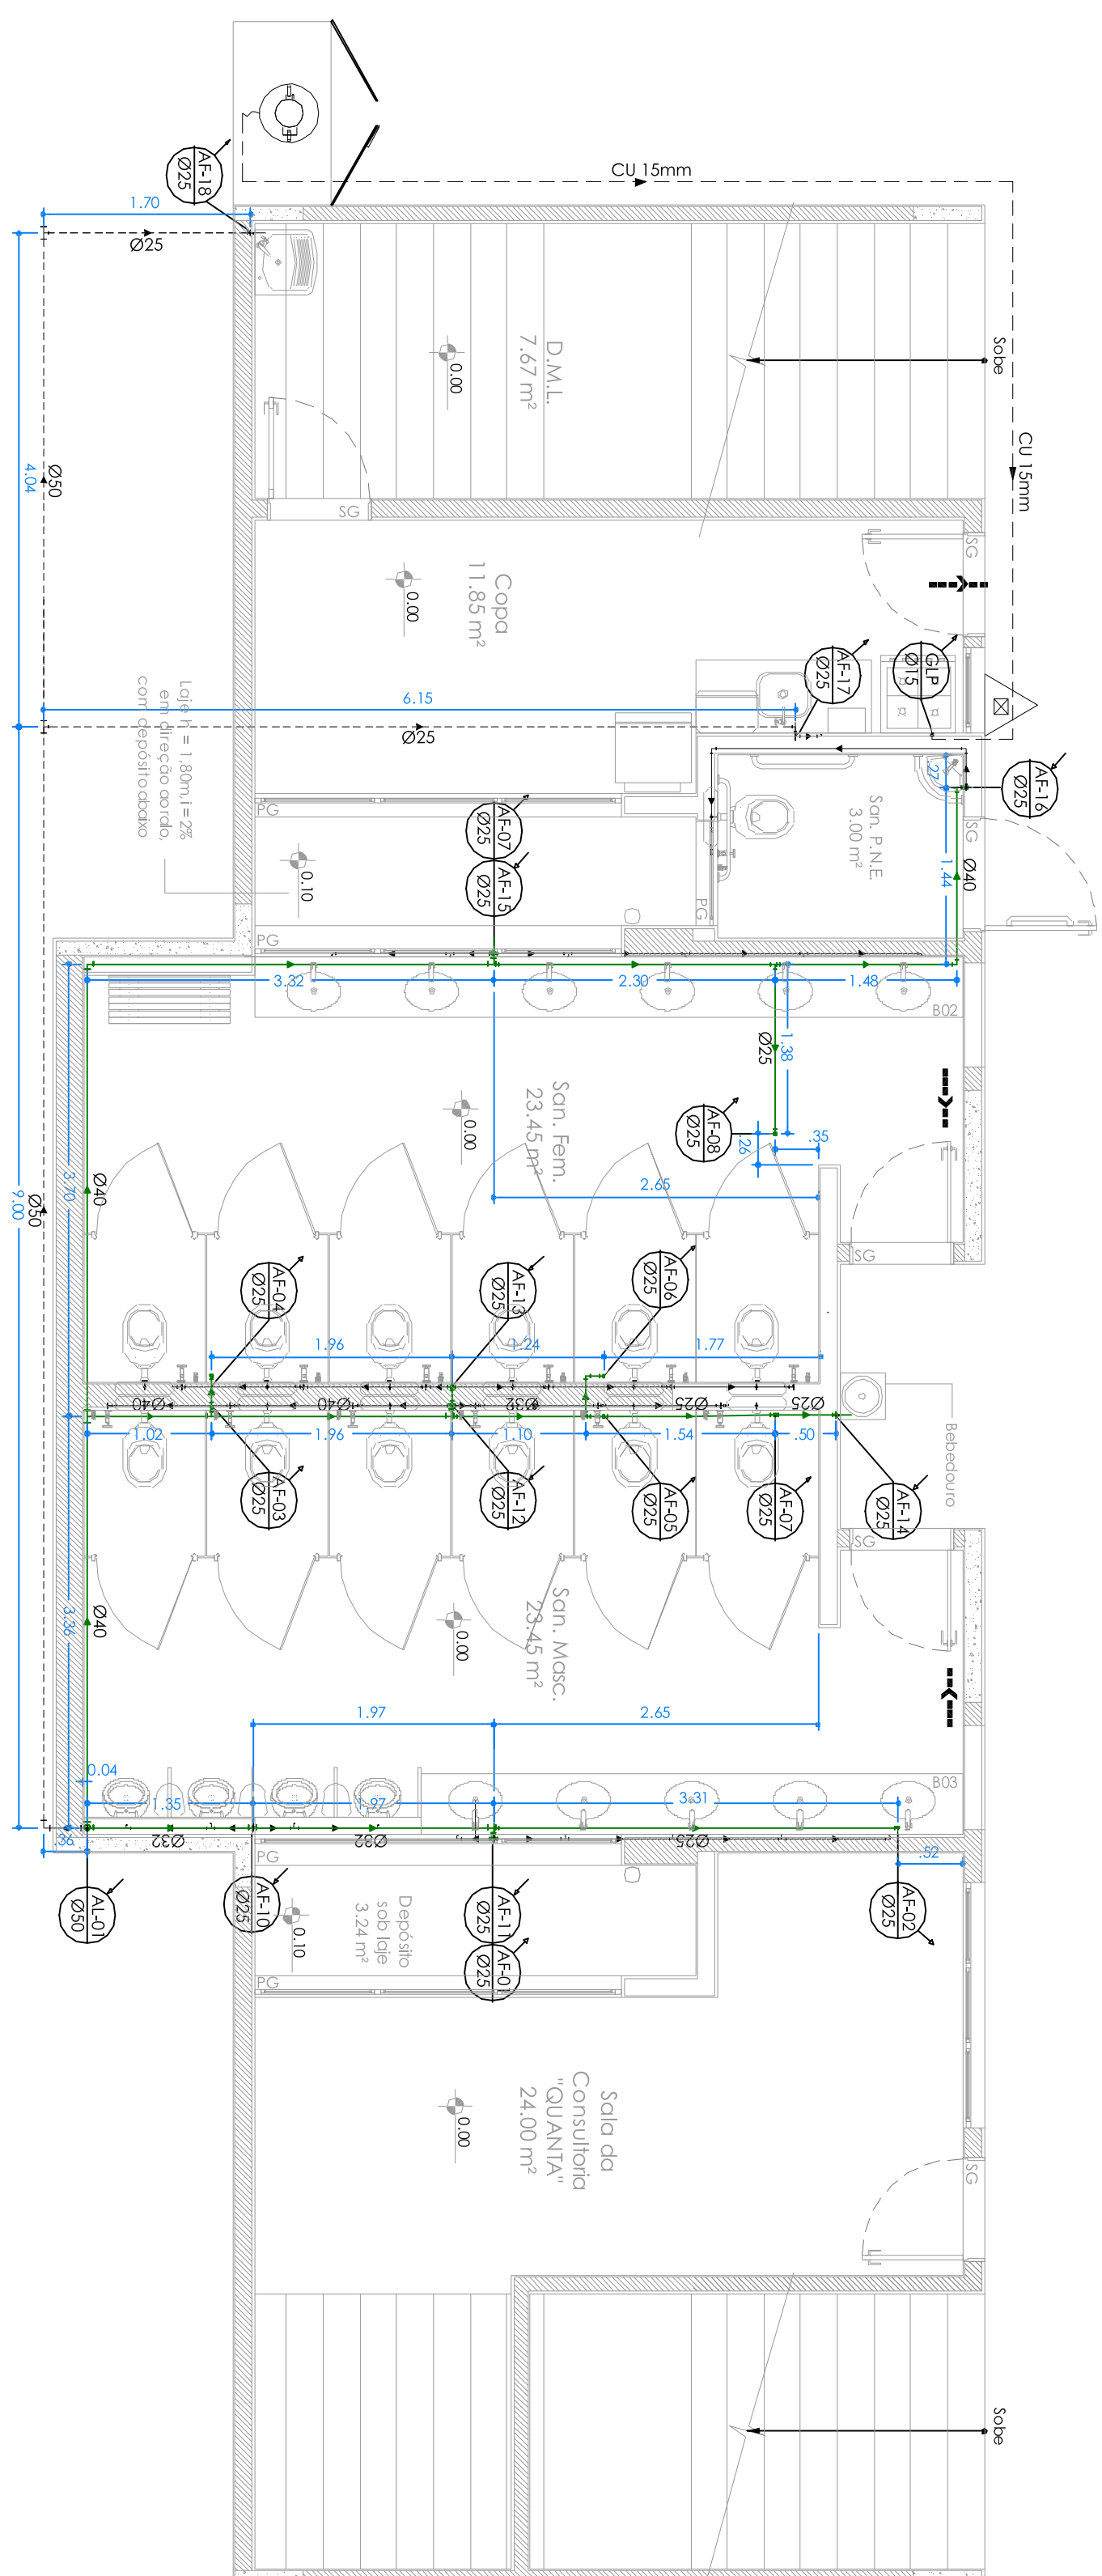 CU 15mm
AF-18
Ø25
1.70
Ø25
Sobe
D.M.L.
7.67 m²
0.00
CU 15mm
Ø50
4.04
SG
SG
Copa
11.85 m²
0.00
GLP
Ø15
AF-17
Ø25
6.15
Ø25
Laje h = 1,80m, i = 2%
em direção ao ralo,
com depósito abaixo
AF-16
Ø25
.27
San. P.N.E.
3.00 m²
SG
Ø40
1.44
PG
AF-07
Ø25
AF-15
Ø25
0.10
PG
PG
3.32
2.30
1.48
B02
1.38
Ø25
San. Fem.
23.45 m²
0.00
AF-08
Ø25
.26
.35
2.65
3.70
Ø40
9.00
Ø50
SG
AF-04
Ø25
AF-13
Ø25
AF-06
Ø25
1.96
1.24
1.77
Ø40
Ø40
Ø32
Ø25
Ø25
1.02
1.96
1.10
1.54
.50
Bebedouro
AF-03
Ø25
AF-12
Ø25
AF-05
Ø25
AF-07
Ø25
AF-14
Ø25
SG
3.36
Ø40
San. Masc.
23.45 m²
0.00
1.97
2.65
0.04
B03
1.35
1.97
3.31
.36
Ø32
Ø32
Ø25
.52
PG
AL-01
Ø50
AF-10
Ø25
0.10
Depósito
sob laje
3.24 m²
AF-11
Ø25
AF-01
Ø25
AF-02
Ø25
PG
Sala da
Consultoria
"QUANTA"
24.00 m²
0.00
SG
Sobe